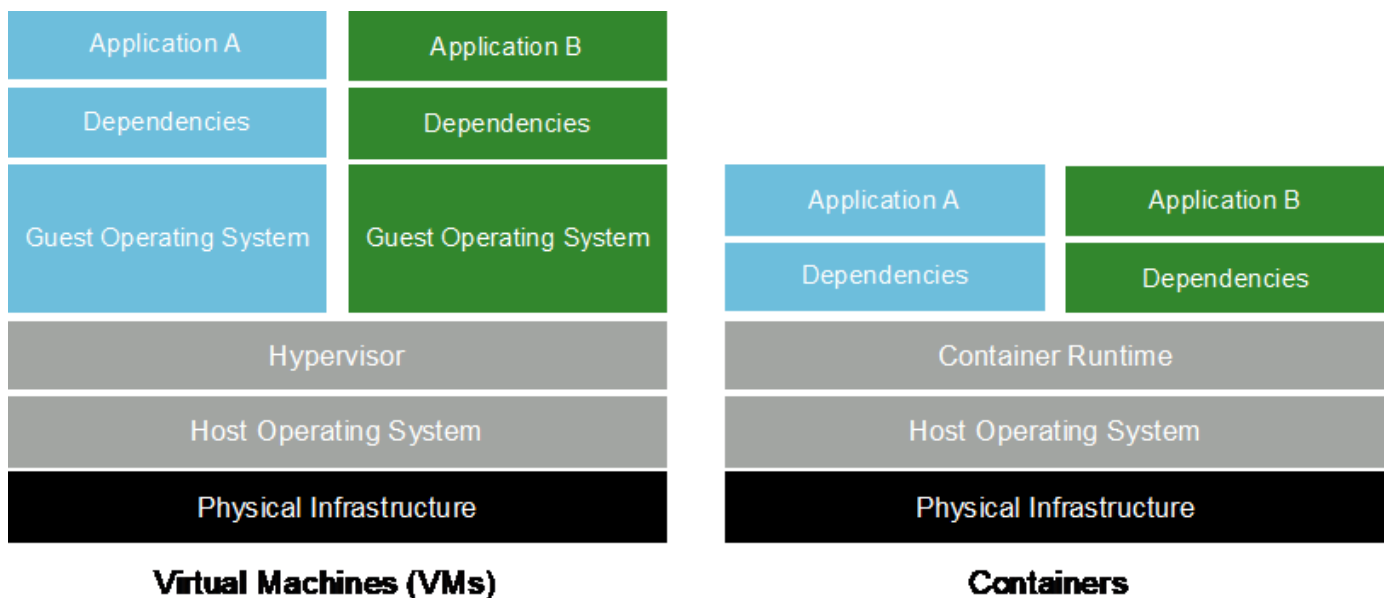 Application A
Application B
Dependencies
Dependencies
Guest Operating System
Guest Operating System
Hypervisor
Host Operating System
Physical Infrastructure
Virtual Machines (VMs)
Application A
Application B
Dependencies
Dependencies
Container Runtime
Host Operating System
Physical Infrastructure
Containers